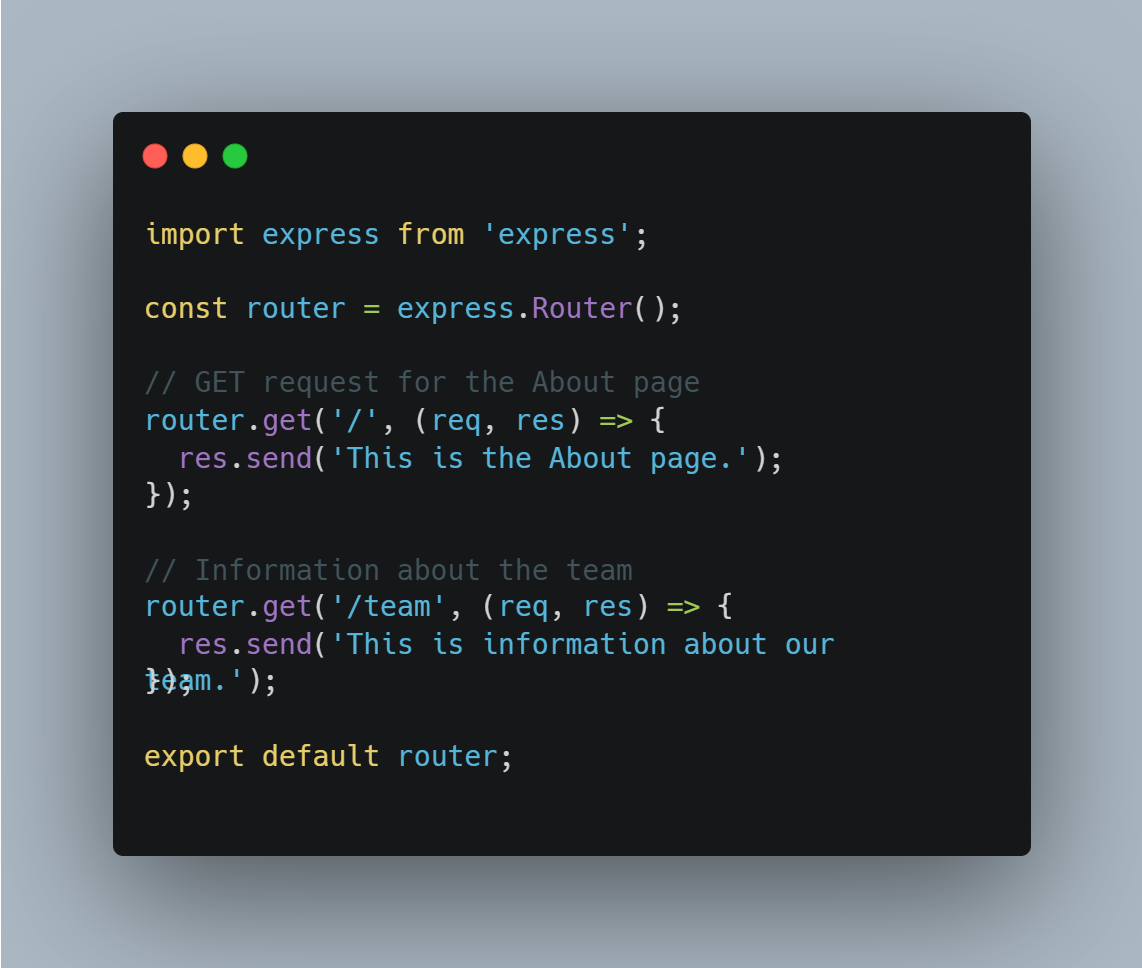 import express from 'express';
const router = express.Router();
// GET request for the About page
router.get('/', (req, res) => {
  res.send('This is the About page.');
});
// Information about the team
router.get('/team', (req, res) => {
  res.send('This is information about our
team.');
});
export default router;